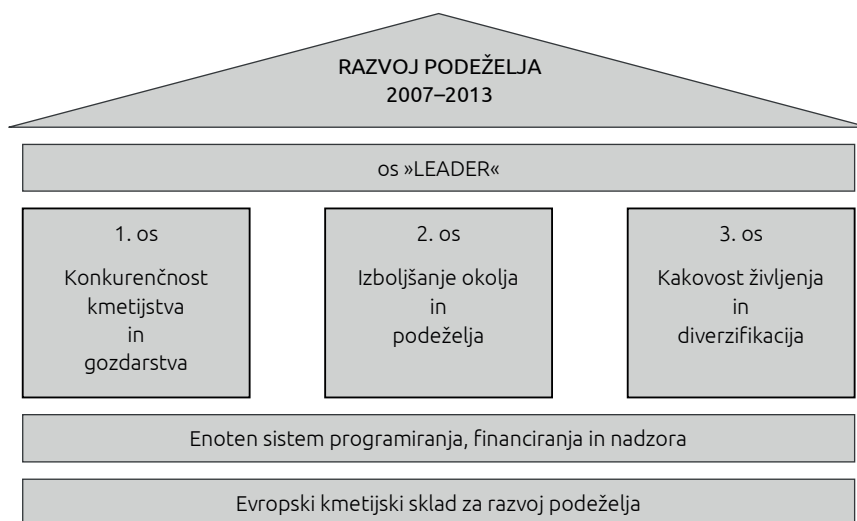 RAZVOJ PODEŽELJA
2007–2013
os »LEADER«
1. os
Konkurenčnost
kmetijstva
in
gozdarstva
2. os
Izboljšanje okolja
in
podeželja
3. os
Kakovost življenja
in
diverzifikacija
Enoten sistem programiranja, financiranja in nadzora
Evropski kmetijski sklad za razvoj podeželja